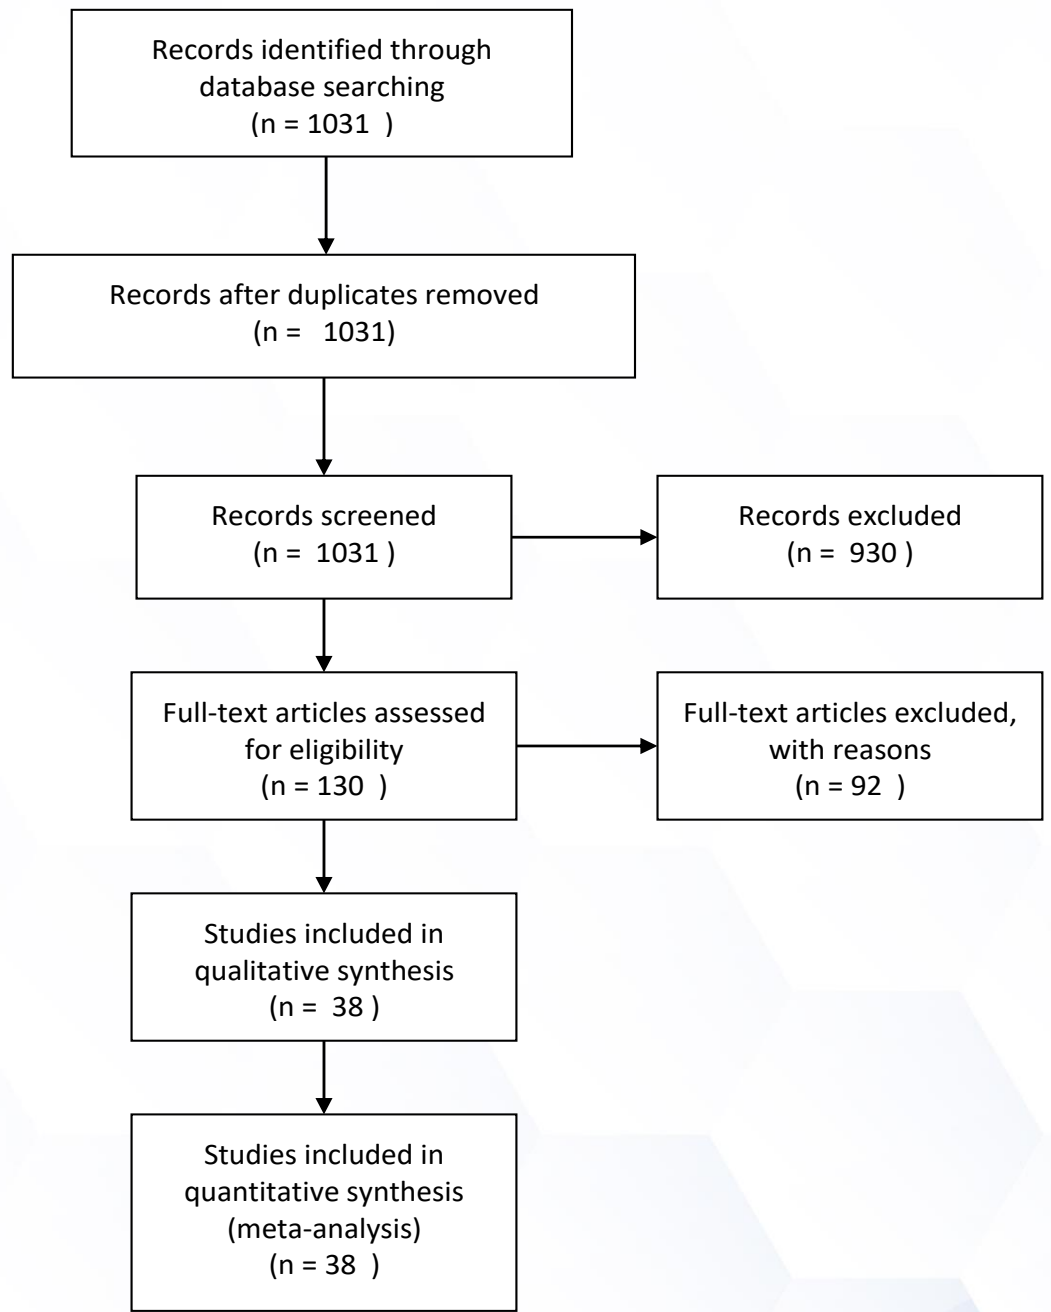 Records identified through
database searching
(n = 1031  )
Records after duplicates removed
(n =   1031)
Records screened
(n =  1031 )
Records excluded
(n =  930 )
Full-text articles assessed
for eligibility
(n = 130  )
Full-text articles excluded,
with reasons
(n = 92  )
Studies included in
qualitative synthesis
(n =  38 )
Studies included in
quantitative synthesis
(meta-analysis)
(n = 38  )